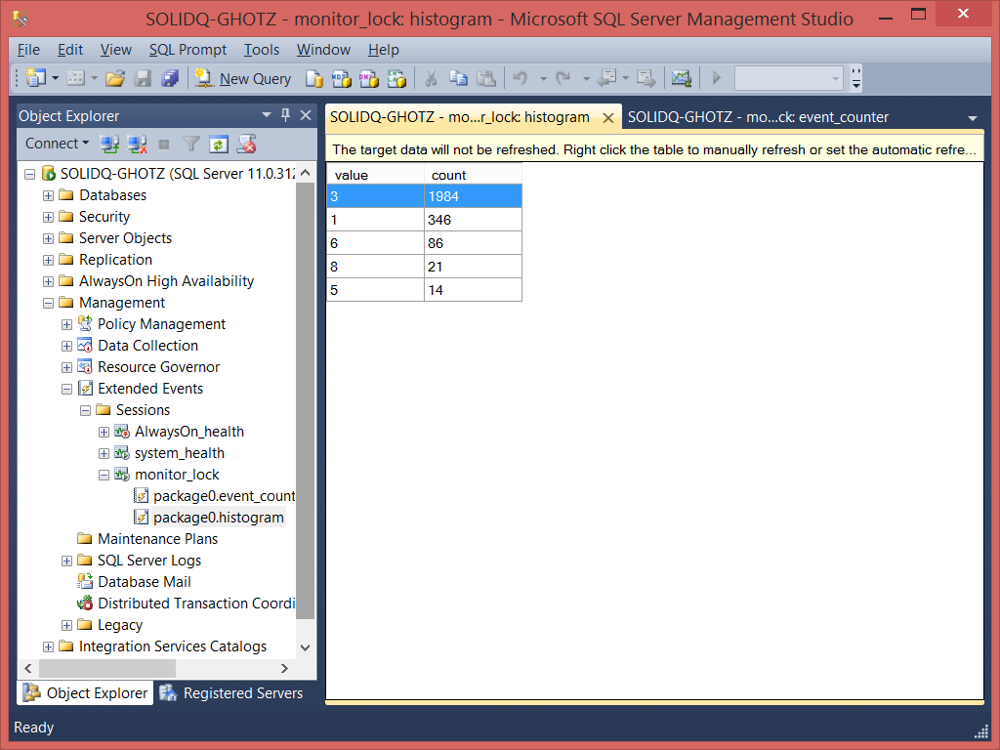 SOLIDQ-GHOTZ - monitor_lock: histogram - Microsoft SQL Server Management Studio
File Edit View SQL Prompt Tools Window Help
New Query
Object Explorer
Connect
SOLIDQ-GHOTZ (SQL Server 11.0.312
Databases
Security
Server Objects
Replication
AlwaysOn High Availability
Management
Policy Management
Data Collection
Resource Governor
Extended Events
Sessions
AlwaysOn_health
system_health
monitor_lock
package0.event_count
package0.histogram
Maintenance Plans
SQL Server Logs
Database Mail
Distributed Transaction Coordi
Legacy
Integration Services Catalogs
Object Explorer Registered Servers
SOLIDQ-GHOTZ - mo...r_lock: histogram SOLIDQ-GHOTZ - mo...ck: event_counter
The target data will not be refreshed. Right click the table to manually refresh or set the automatic refre...
value count
3 1984
1 346
6 86
8 21
5 14
Ready